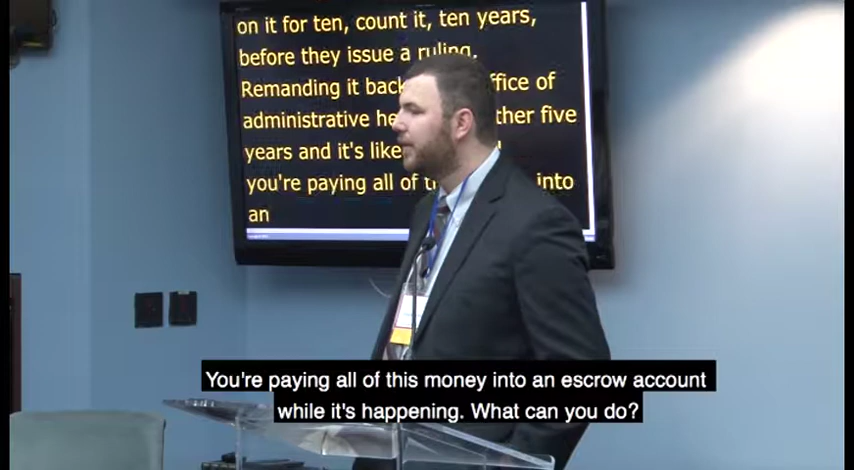 on it for ten, count it, ten years,
before they issue a ruling.
Remanding it back ffice of
administrative he ther five
years and it's like
you're paying all of into
an
You're paying all of this money into an escrow account
while it's happening. What can you do?